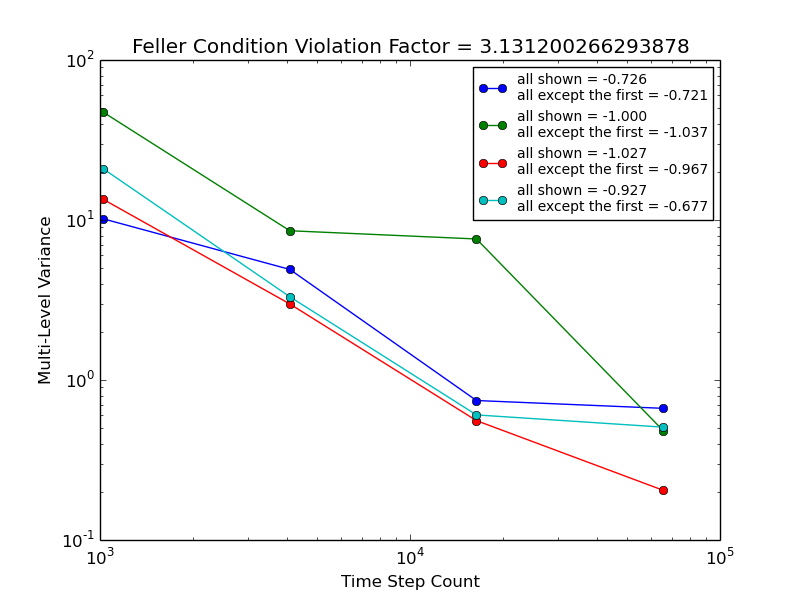 Feller Condition Violation Factor = 3.131200266293878
10^2
10^1
10^0
10^-1
Multi-Level Variance
all shown = -0.726
all except the first = -0.721
all shown = -1.000
all except the first = -1.037
all shown = -1.027
all except the first = -0.967
all shown = -0.927
all except the first = -0.677
10^3 10^4 10^5
Time Step Count